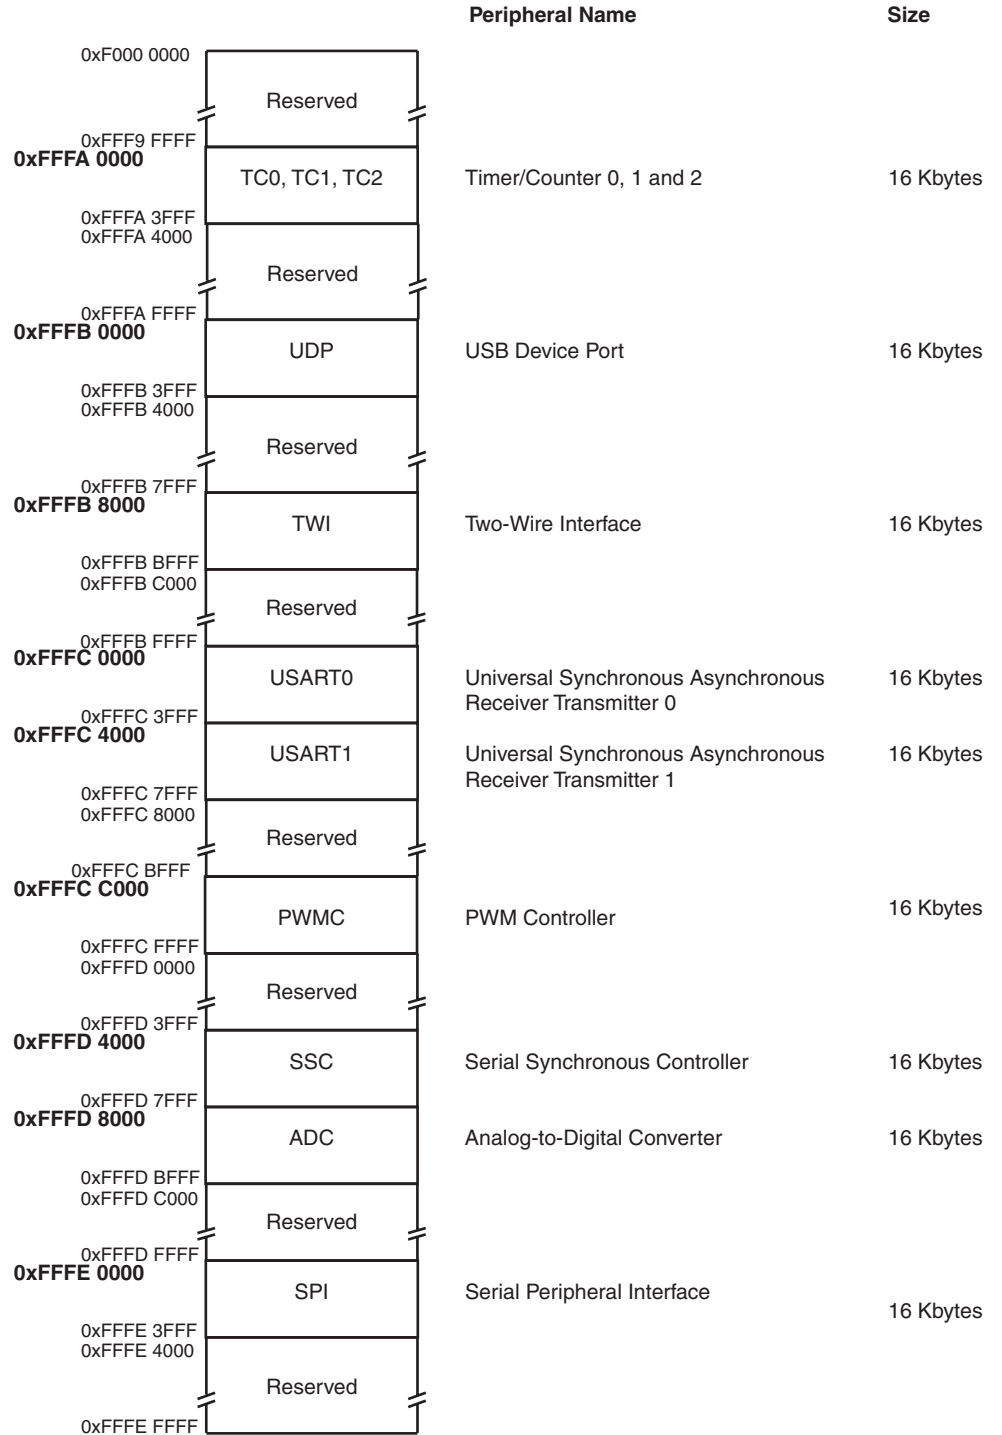 Peripheral Name Size
0xF000 0000
Reserved
0xFFF9 FFFF
0xFFFA 0000
TC0, TC1, TC2 Timer/Counter 0, 1 and 2 16 Kbytes
0xFFFA 3FFF
0xFFFA 4000
Reserved
0xFFFA FFFF
0xFFFB 0000
UDP USB Device Port 16 Kbytes
0xFFFB 3FFF
0xFFFB 4000
Reserved
0xFFFB 7FFF
0xFFFB 8000
TWI Two-Wire Interface 16 Kbytes
0xFFFB BFFF
0xFFFB C000
Reserved
0xFFFB FFFF
0xFFFC 0000
USART0 Universal Synchronous Asynchronous 16 Kbytes
Receiver Transmitter 0
0xFFFC 3FFF
0xFFFC 4000
USART1 Universal Synchronous Asynchronous 16 Kbytes
Receiver Transmitter 1
0xFFFC 7FFF
0xFFFC 8000
Reserved
0xFFFC BFFF
0xFFFC C000
PWMC PWM Controller 16 Kbytes
0xFFFC FFFF
0xFFFD 0000
Reserved
0xFFFD 3FFF
0xFFFD 4000
SSC Serial Synchronous Controller 16 Kbytes
0xFFFD 7FFF
0xFFFD 8000
ADC Analog-to-Digital Converter 16 Kbytes
0xFFFD BFFF
0xFFFD C000
Reserved
0xFFFD FFFF
0xFFFE 0000
SPI Serial Peripheral Interface 16 Kbytes
0xFFFE 3FFF
0xFFFE 4000
Reserved
0xFFFE FFFF